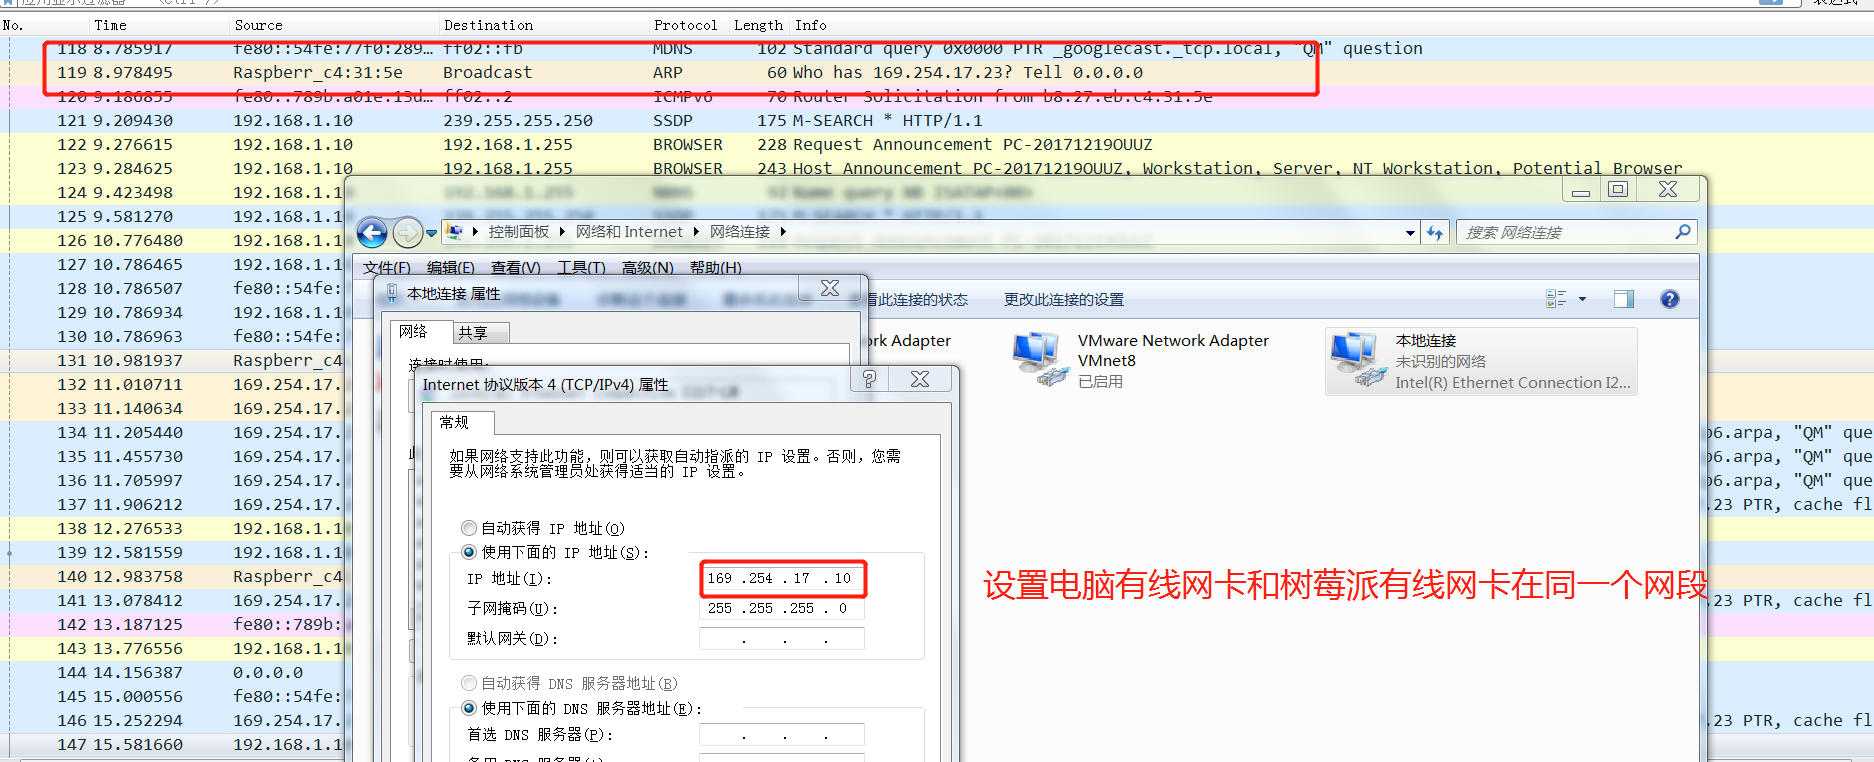 No. Time Source Destination Protocol Length Info
118 8.785917 fe80::54fe:77f0:289… ff02::fb MDNS 102 Standard query 0x0000 PTR _googlecast._tcp.local, "QM" question
119 8.978495 Raspberr_c4:31:5e Broadcast ARP 60 Who has 169.254.17.23? Tell 0.0.0.0
120 9.186855 fe80::789b:a01e:13d… ff02::2 ICMPv6 70 Router Solicitation from b8:27:eb:c4:31:5e
121 9.209430 192.168.1.10 239.255.255.250 SSDP 175 M-SEARCH * HTTP/1.1
122 9.276615 192.168.1.10 192.168.1.255 BROWSER 228 Request Announcement PC-20171219OUUZ
123 9.284625 192.168.1.10 192.168.1.255 BROWSER 243 Host Announcement PC-20171219OUUZ, Workstation, Server, NT Workstation, Potential Browser
124 9.423498 192.168.1.10 192.168.1.255 NBNS 92 Name query NB ISATAP<00>
125 9.581270 192.168.1.10 239.255.255.250 SSDP 175 M-SEARCH * HTTP/1.1
126 10.776480 192.168.1.1
127 10.786465 192.168.1.1
128 10.786507 fe80::54fe:
129 10.786934 192.168.1.1
130 10.786963 fe80::54fe:
131 10.981937 Raspberr_c4
132 11.010711 169.254.17.
133 11.140634 169.254.17.
134 11.205440 169.254.17. p6.arpa, "QM" que
135 11.455730 169.254.17. p6.arpa, "QM" que
136 11.705997 169.254.17. p6.arpa, "QM" que
137 11.906212 169.254.17. .23 PTR, cache fl
138 12.276533 192.168.1.1
139 12.581559 192.168.1.1
140 12.983758 Raspberr_c4
141 13.078412 169.254.17. .23 PTR, cache fl
142 13.187125 fe80::789b:
143 13.776556 192.168.1.1
144 14.156387 0.0.0.0
145 15.000556 fe80::54fe:
146 15.252294 169.254.17. .23 PTR, cache fl
147 15.581660 192.168.1.1
控制面板 网络和 Internet 网络连接
搜索 网络连接
文件(F) 编辑(E) 查看(V) 工具(T) 高级(N) 帮助(H)
看此连接的状态 更改此连接的设置
rk Adapter
VMware Network Adapter
VMnet8
已启用
本地连接
未识别的网络
Intel(R) Ethernet Connection I2...
本地连接 属性
网络 共享
连接时使用:
Internet 协议版本 4 (TCP/IPv4) 属性
常规
如果网络支持此功能，则可以获取自动指派的 IP 设置。否则，您需
要从网络系统管理员处获得适当的 IP 设置。
自动获得 IP 地址(O)
使用下面的 IP 地址(S):
IP 地址(I): 169 .254 . 17 . 10
子网掩码(U): 255 .255 .255 . 0
默认网关(D): . . .
自动获得 DNS 服务器地址(B)
使用下面的 DNS 服务器地址(E):
首选 DNS 服务器(P): . . .
设置电脑有线网卡和树莓派有线网卡在同一个网段